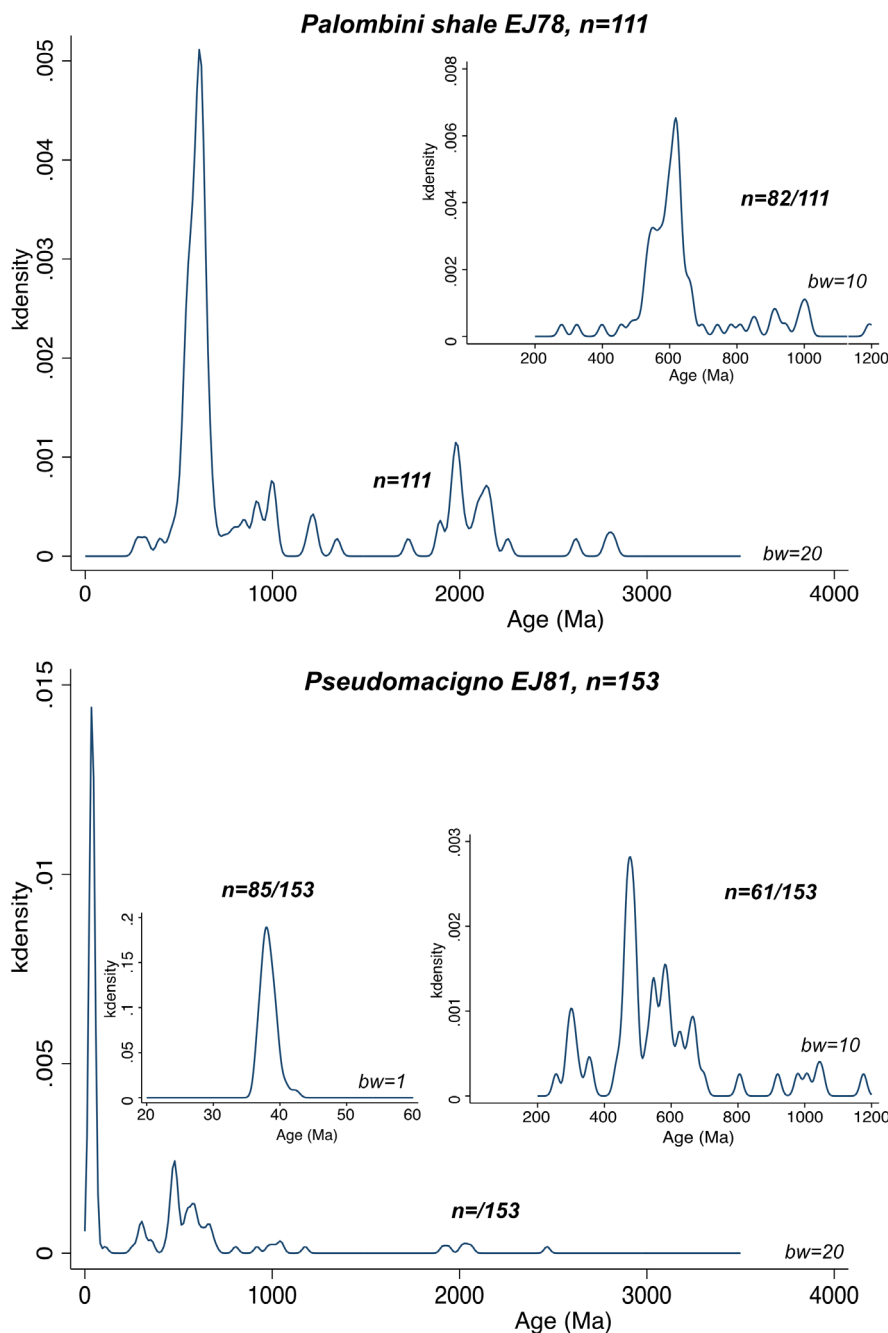 Palombini shale EJ78, n=111
kdensity
.005
.004
.003
.002
.001
0
n=111
bw=20
0 1000 2000 3000 4000
Age (Ma)
kdensity
.008
.006
.004
.002
0
n=82/111
bw=10
200 400 600 800 1000 1200
Age (Ma)
Pseudomacigno EJ81, n=153
kdensity
.015
.01
.005
0
n=/153
bw=20
0 1000 2000 3000 4000
Age (Ma)
n=85/153
kdensity
.2
.15
.1
.05
0
bw=1
20 30 40 50 60
Age (Ma)
kdensity
.003
.002
.001
0
n=61/153
bw=10
200 400 600 800 1000 1200
Age (Ma)